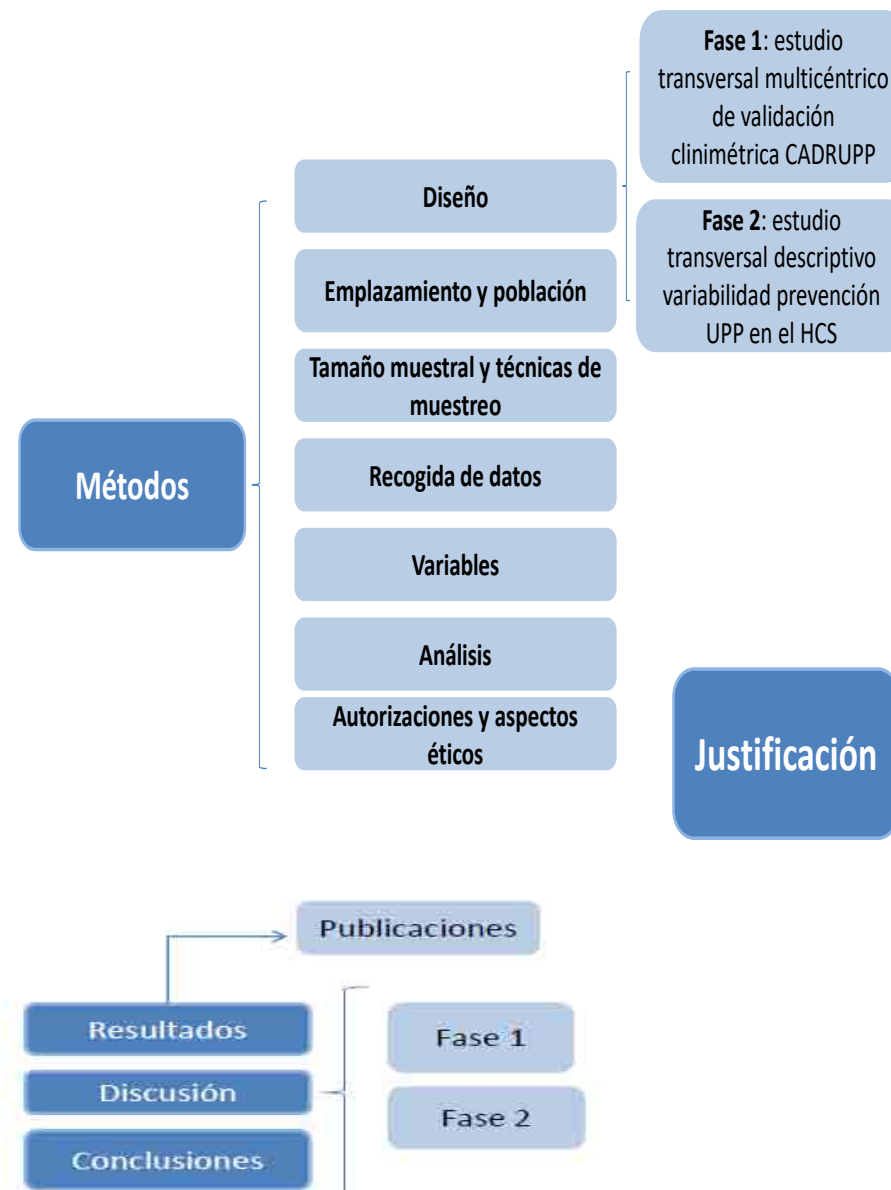 Fase 1: estudio
transversal multicéntrico
de validación
clinimétrica CADRUPP
Diseño
Fase 2: estudio
transversal descriptivo
variabilidad prevención
UPP en el HCS
Emplazamiento y población
Tamaño muestral y técnicas de
muestreo
Métodos
Recogida de datos
Variables
Análisis
Autorizaciones y aspectos
éticos
Justificación
Publicaciones
Resultados
Discusión
Conclusiones
Fase 1
Fase 2